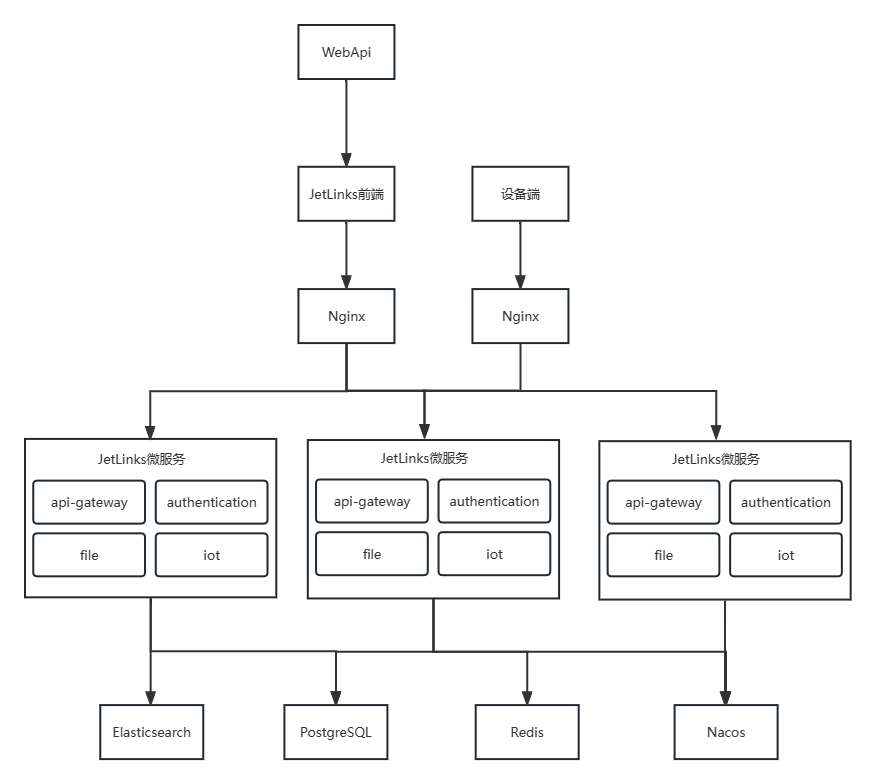 WebApi
JetLinks前端
设备端
Nginx
Nginx
JetLinks微服务
api-gateway
authentication
file
iot
JetLinks微服务
api-gateway
authentication
file
iot
JetLinks微服务
api-gateway
authentication
file
iot
Elasticsearch
PostgreSQL
Redis
Nacos